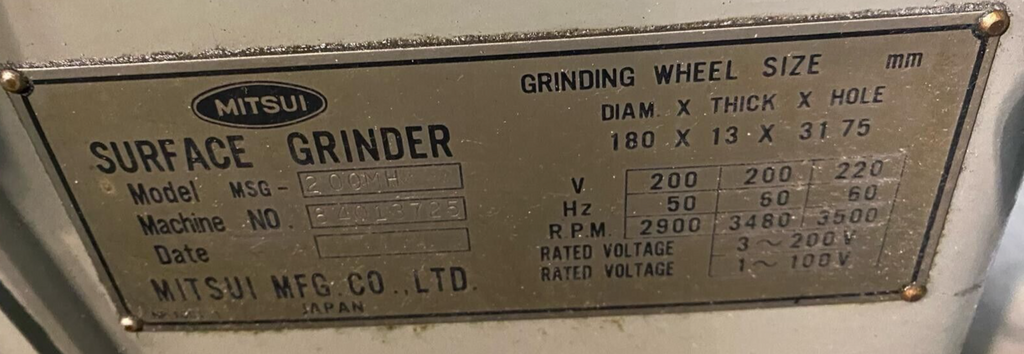 MITSUI
SURFACE GRINDER
Model MSG- 200MH
Machine NO.
Date
MITSUI MFG. CO., LTD.
JAPAN
GRINDING WHEEL SIZE mm
DIAM. X THICK X HOLE
180 X 13 X 31 75
V. 200 200 220
Hz 50 60 60
R.P.M. 2900 3480 3500
RATED VOLTAGE 3~200V
RATED VOLTAGE 1~100V